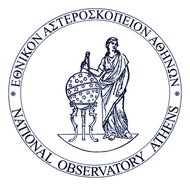 ΕΘΝΙΚΟΝ ΑΣΤΕΡΟΣΚΟΠΕΙΟΝ ΑΘΗΝΩΝ
NATIONAL OBSERVATORY ATHENS